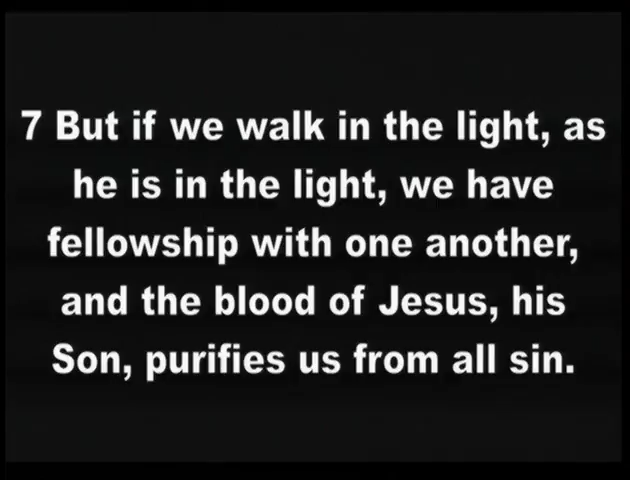 7 But if we walk in the light, as
he is in the light, we have
fellowship with one another,
and the blood of Jesus, his
Son, purifies us from all sin.